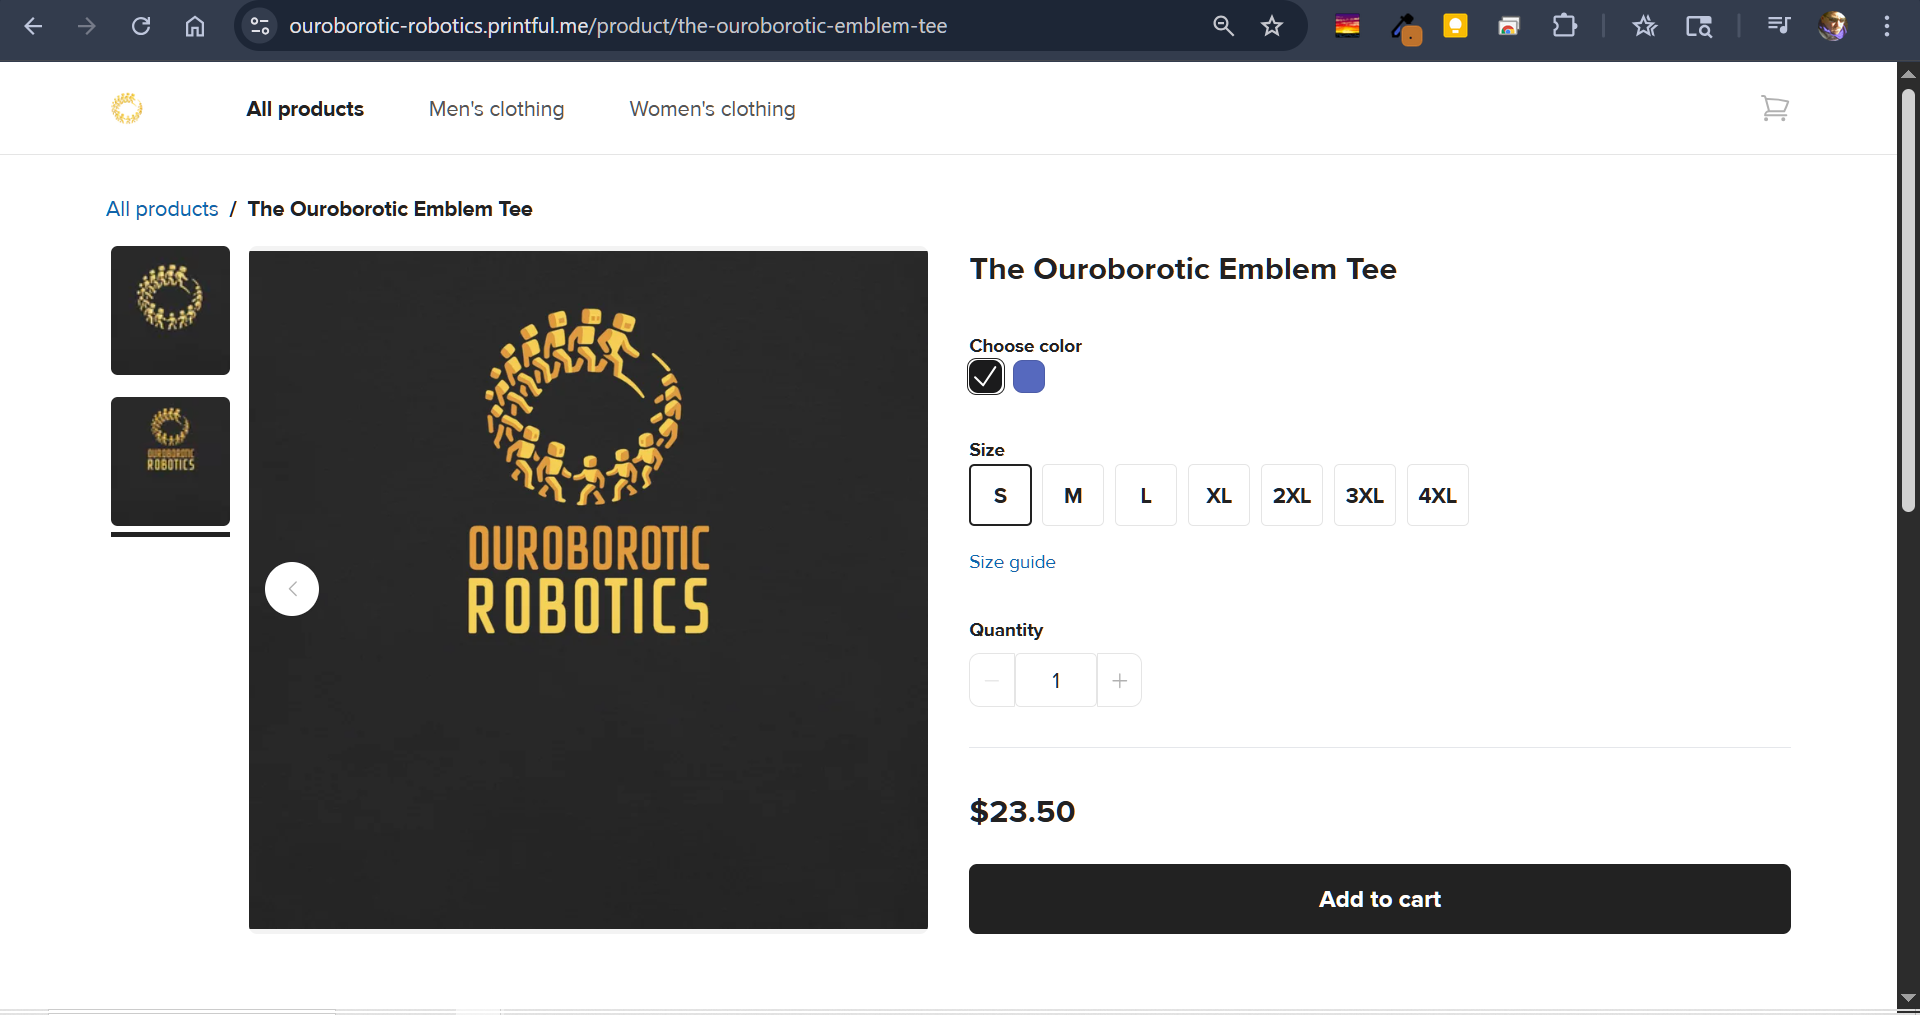 ouroborotic-robotics.printful.me/product/the-ouroborotic-emblem-tee
All products
Men's clothing
Women's clothing
All products / The Ouroborotic Emblem Tee
OUROBOROTIC
ROBOTICS
OUROBOROTIC
ROBOTICS
The Ouroborotic Emblem Tee
Choose color
Size
S M L XL 2XL 3XL 4XL
Size guide
Quantity
1
$23.50
Add to cart